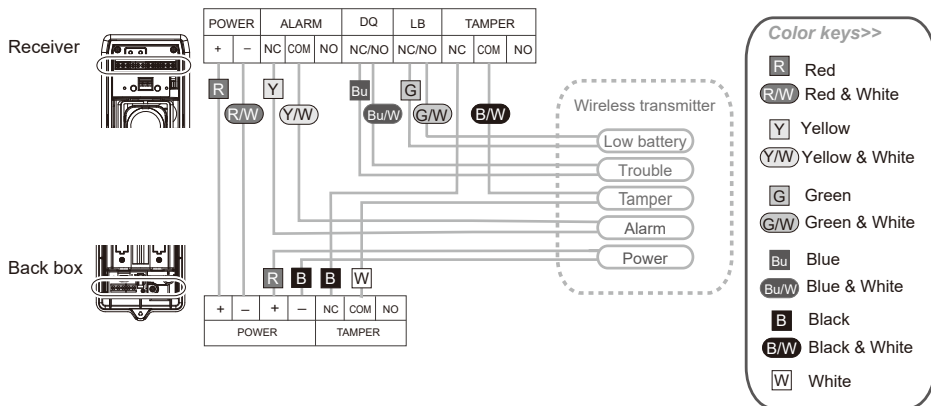 Receiver
POWER ALARM DQ LB TAMPER
+ – NC COM NO NC/NO NC/NO NC COM NO
R Y Bu G
R/W Y/W Bu/W G/W B/W
Wireless transmitter
Low battery
Trouble
Tamper
Alarm
Power
Back box
R B B W
+ – + – NC COM NO
POWER TAMPER
Color keys>>
R Red
R/W Red & White
Y Yellow
Y/W Yellow & White
G Green
G/W Green & White
Bu Blue
Bu/W Blue & White
B Black
B/W Black & White
W White